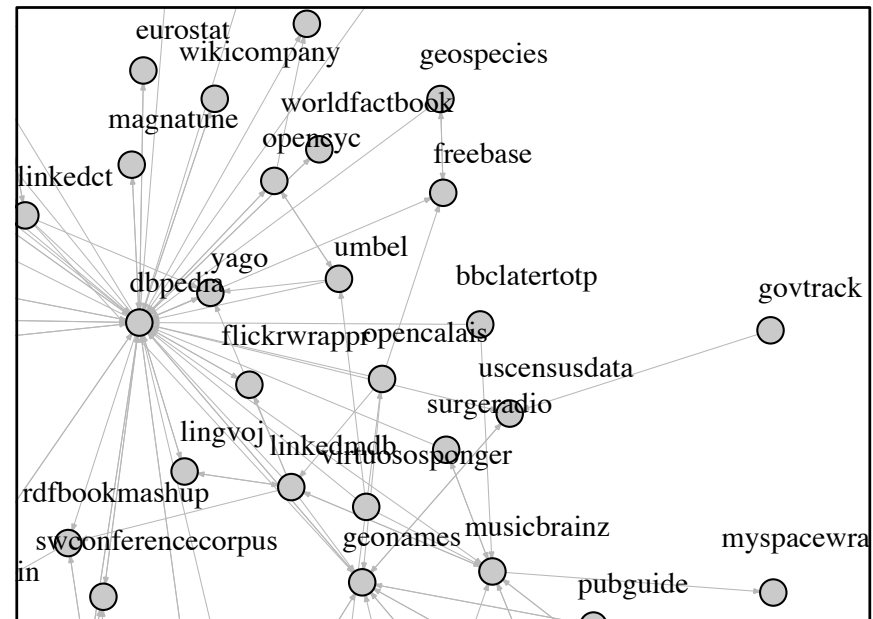 eurostat
wikicompany
geospecies
worldfactbook
magnatune
opencyc
freebase
linkedct
umbel
yago
dbpedia
bbclatertotp
govtrack
flickrwrappr
opencalais
uscensusdata
surgeradio
lingvoj
linkedmdb
virtuososponger
rdfbookmashup
musicbrainz
geonames
swconferencecorpus
myspacewra
in
pubguide